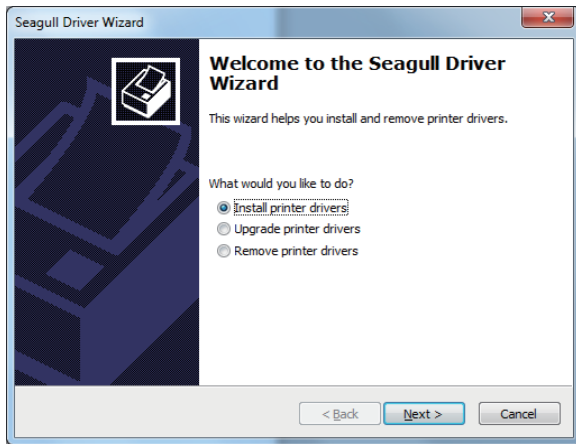 Seagull Driver Wizard
Welcome to the Seagull Driver
Wizard
This wizard helps you install and remove printer drivers.
What would you like to do?
Install printer drivers
Upgrade printer drivers
Remove printer drivers
< Back Next > Cancel